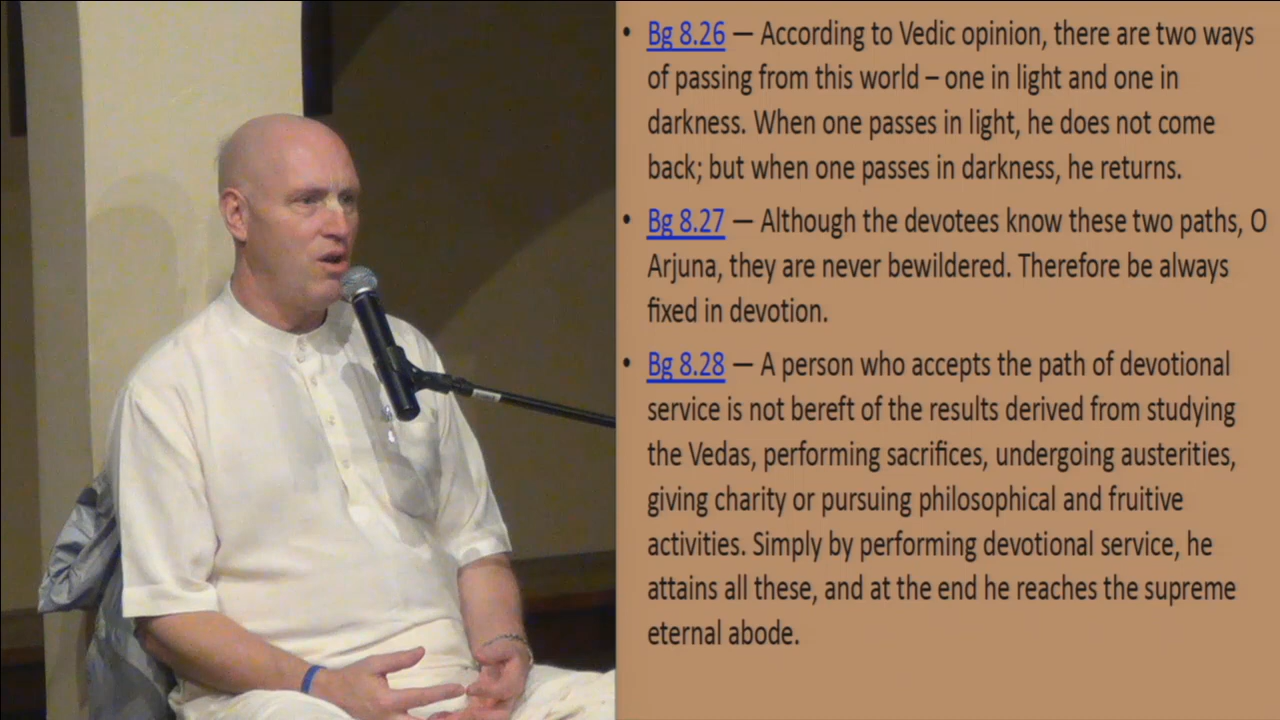 • Bg 8.26 — According to Vedic opinion, there are two ways
of passing from this world – one in light and one in
darkness. When one passes in light, he does not come
back; but when one passes in darkness, he returns.
• Bg 8.27 — Although the devotees know these two paths, O
Arjuna, they are never bewildered. Therefore be always
fixed in devotion.
• Bg 8.28 — A person who accepts the path of devotional
service is not bereft of the results derived from studying
the Vedas, performing sacrifices, undergoing austerities,
giving charity or pursuing philosophical and fruitive
activities. Simply by performing devotional service, he
attains all these, and at the end he reaches the supreme
eternal abode.